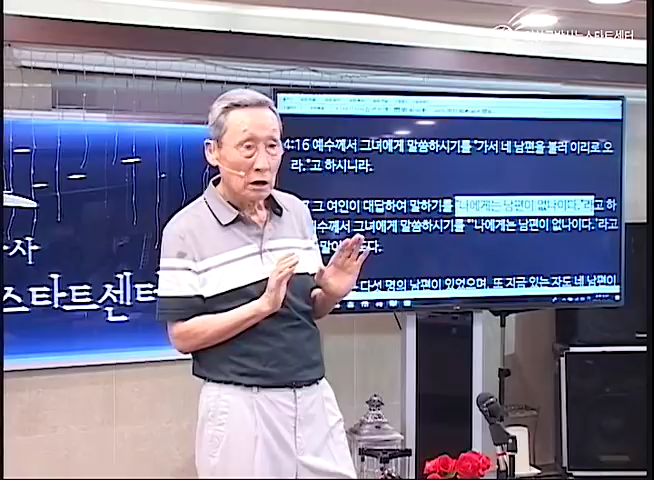 뉴스타트센터
4:16 예수께서 그녀에게 말씀하시기를 "가서 네 남편을 불러 이리로 오
라."고 하시니라.
그 여인이 대답하여 말하기를 "나에게는 남편이 없나이다."라고 하
예수께서 그녀에게 말씀하시기를 "'나에게는 남편이 없나이다.'라고
다섯 명의 남편이 있었으며, 또 지금 있는 자도 네 남편이
사
스타트센터